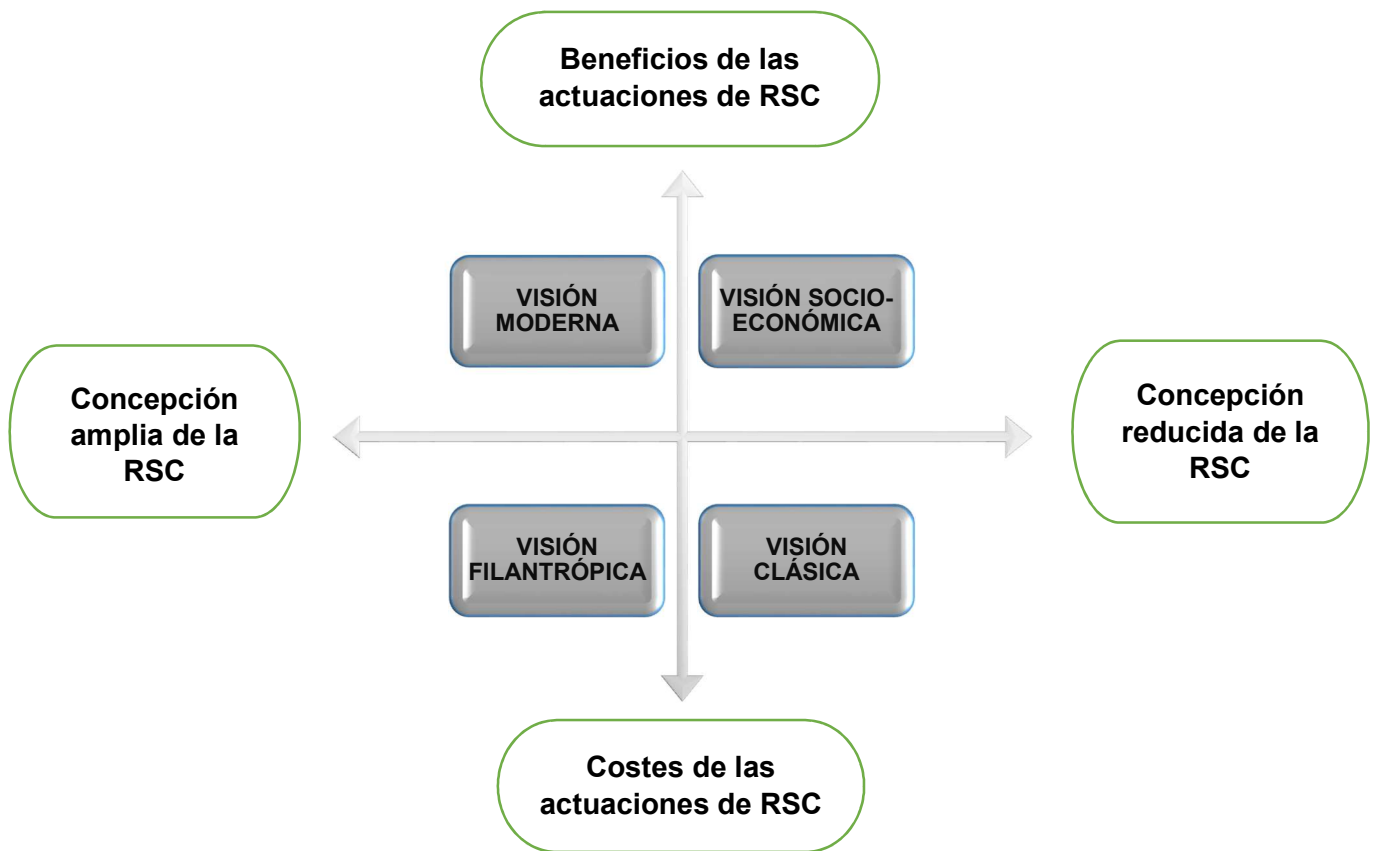 Beneficios de las
actuaciones de RSC
VISIÓN
MODERNA
VISIÓN SOCIO-
ECONÓMICA
Concepción
amplia de la
RSC
Concepción
reducida de la
RSC
VISIÓN
FILANTRÓPICA
VISIÓN
CLÁSICA
Costes de las
actuaciones de RSC